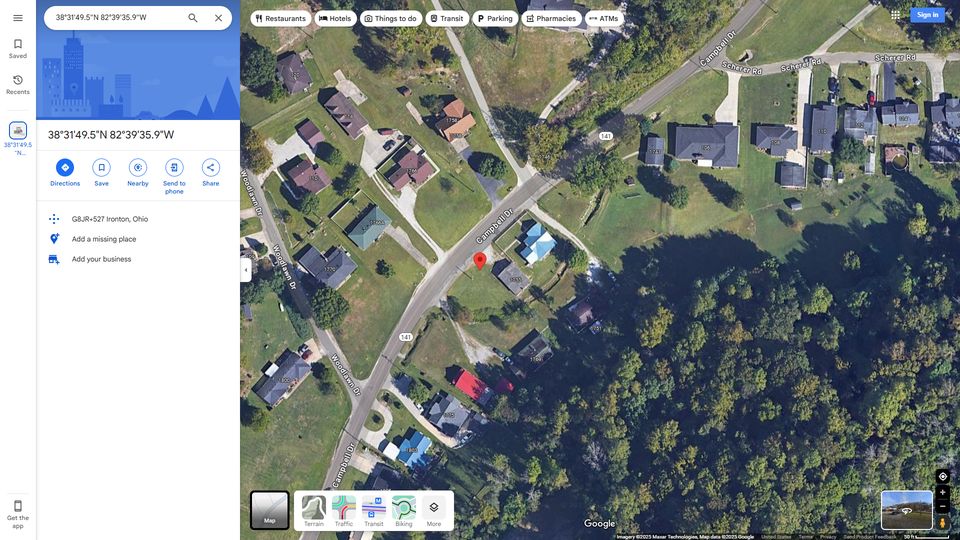 38°31'49.5"N 82°39'35.9"W
Restaurants
Hotels
Things to do
Transit
Parking
Pharmacies
ATMs
Sign in
Saved
Recents
38°31'49.5
"N...
38°31'49.5"N 82°39'35.9"W
Directions
Save
Nearby
Send to
phone
Share
G8JR+527 Ironton, Ohio
Add a missing place
Add your business
Get the
app
Campbell Dr
Scherer Rd
Scherer Rd
Scherer Rd
141
Campbell Dr
Woodlawn Dr
Woodlawn Dr
Woodlawn Dr
141
Campbell Dr
1770
Map
Terrain
Traffic
Transit
Biking
More
Google
Imagery ©2025 Maxar Technologies, Map data ©2025 Google
United States
Terms
Privacy
Send Product Feedback
50 ft